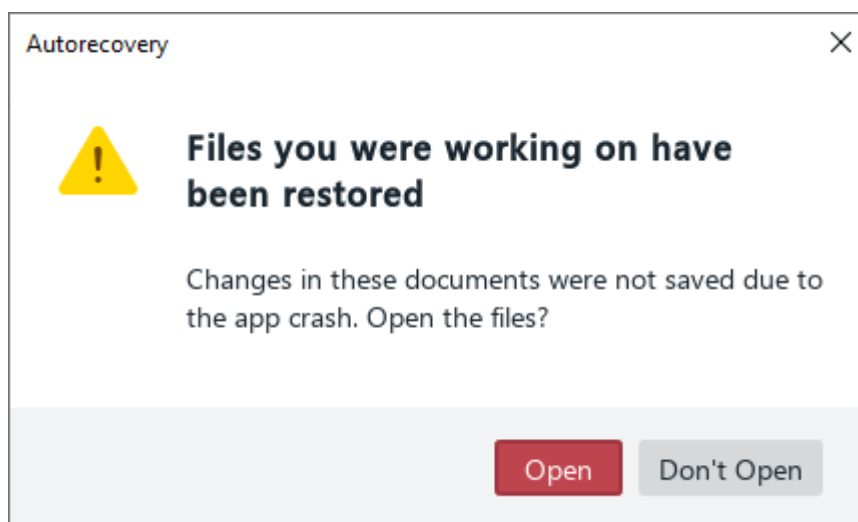 Autorecovery
Files you were working on have
been restored
Changes in these documents were not saved due to
the app crash. Open the files?
Open
Don't Open